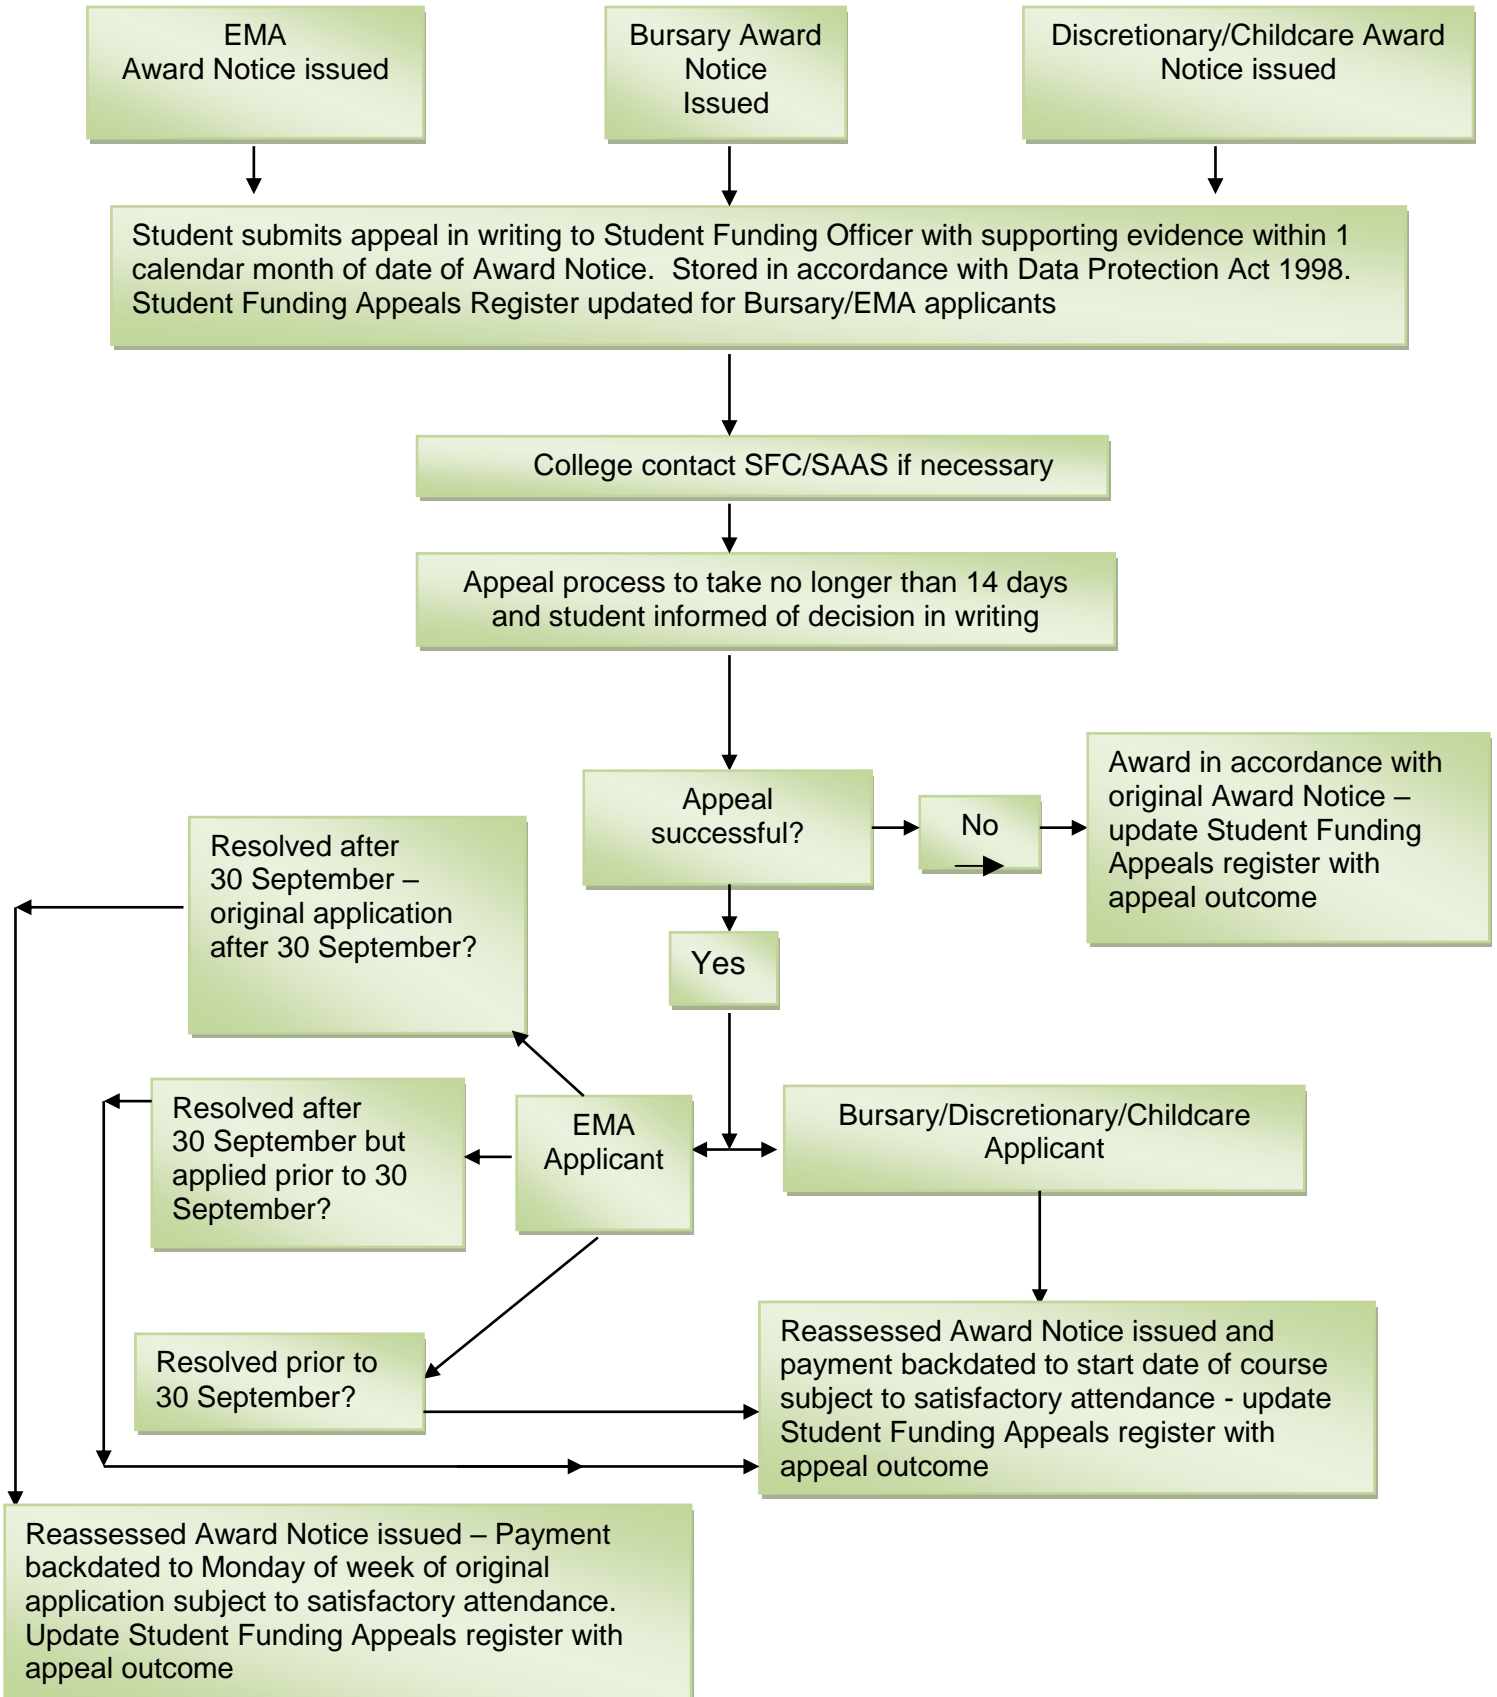 EMA
Award Notice issued
Bursary Award
Notice
Issued
Discretionary/Childcare Award
Notice issued
Student submits appeal in writing to Student Funding Officer with supporting evidence within 1
calendar month of date of Award Notice.  Stored in accordance with Data Protection Act 1998.
Student Funding Appeals Register updated for Bursary/EMA applicants
College contact SFC/SAAS if necessary
Appeal process to take no longer than 14 days
and student informed of decision in writing
Appeal
successful?
No
Award in accordance with
original Award Notice –
update Student Funding
Appeals register with
appeal outcome
Resolved after
30 September –
original application
after 30 September?
Yes
Resolved after
30 September but
applied prior to 30
September?
EMA
Applicant
Bursary/Discretionary/Childcare
Applicant
Resolved prior to
30 September?
Reassessed Award Notice issued and
payment backdated to start date of course
subject to satisfactory attendance - update
Student Funding Appeals register with
appeal outcome
Reassessed Award Notice issued – Payment
backdated to Monday of week of original
application subject to satisfactory attendance.
Update Student Funding Appeals register with
appeal outcome